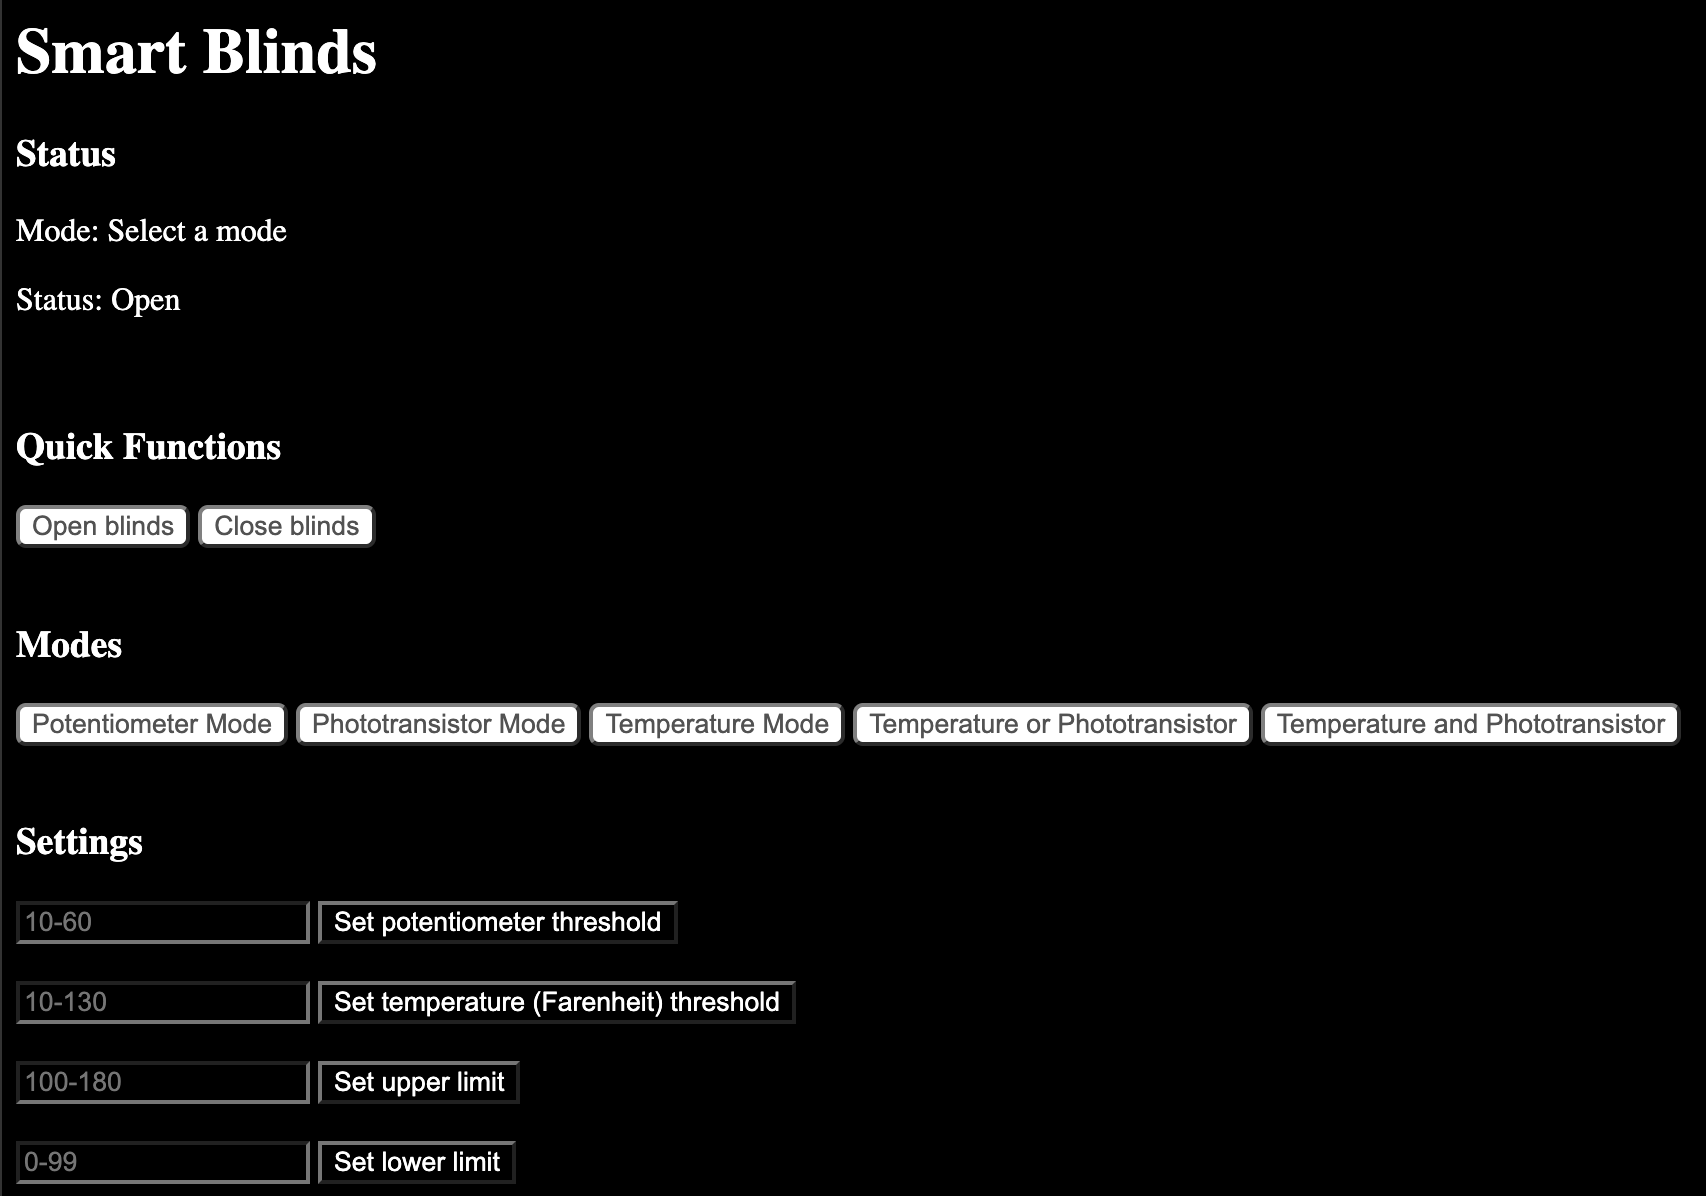 Smart Blinds
Status
Mode: Select a mode
Status: Open
Quick Functions
Open blinds Close blinds
Modes
Potentiometer Mode Phototransistor Mode Temperature Mode Temperature or Phototransistor Temperature and Phototransistor
Settings
10-60 Set potentiometer threshold
10-130 Set temperature (Farenheit) threshold
100-180 Set upper limit
0-99 Set lower limit